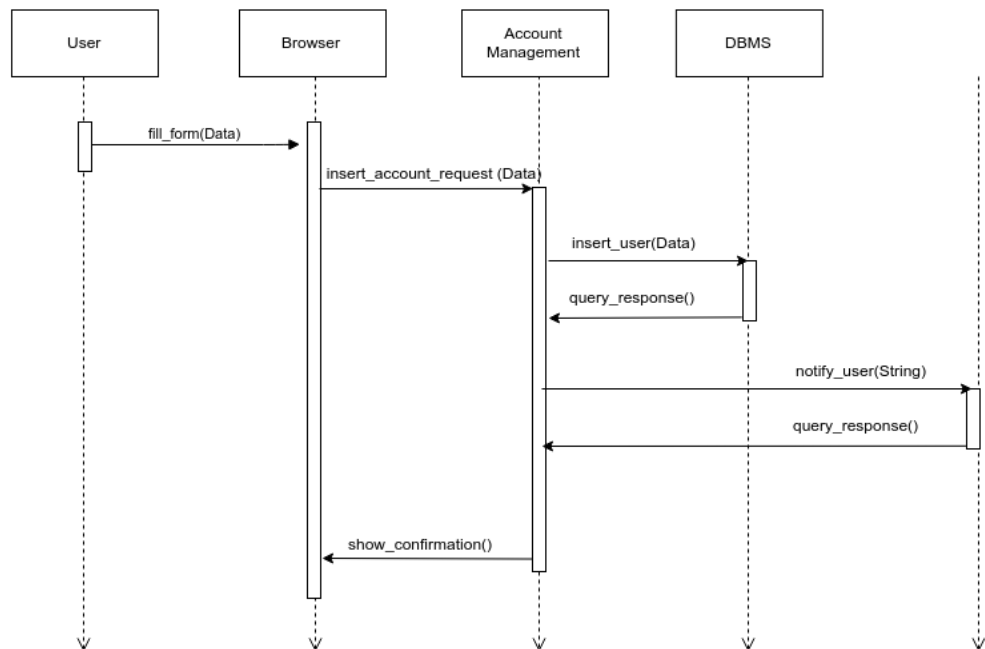 User
Browser
Account
Management
DBMS
fill_form(Data)
insert_account_request (Data)
insert_user(Data)
query_response()
notify_user(String)
query_response()
show_confirmation()